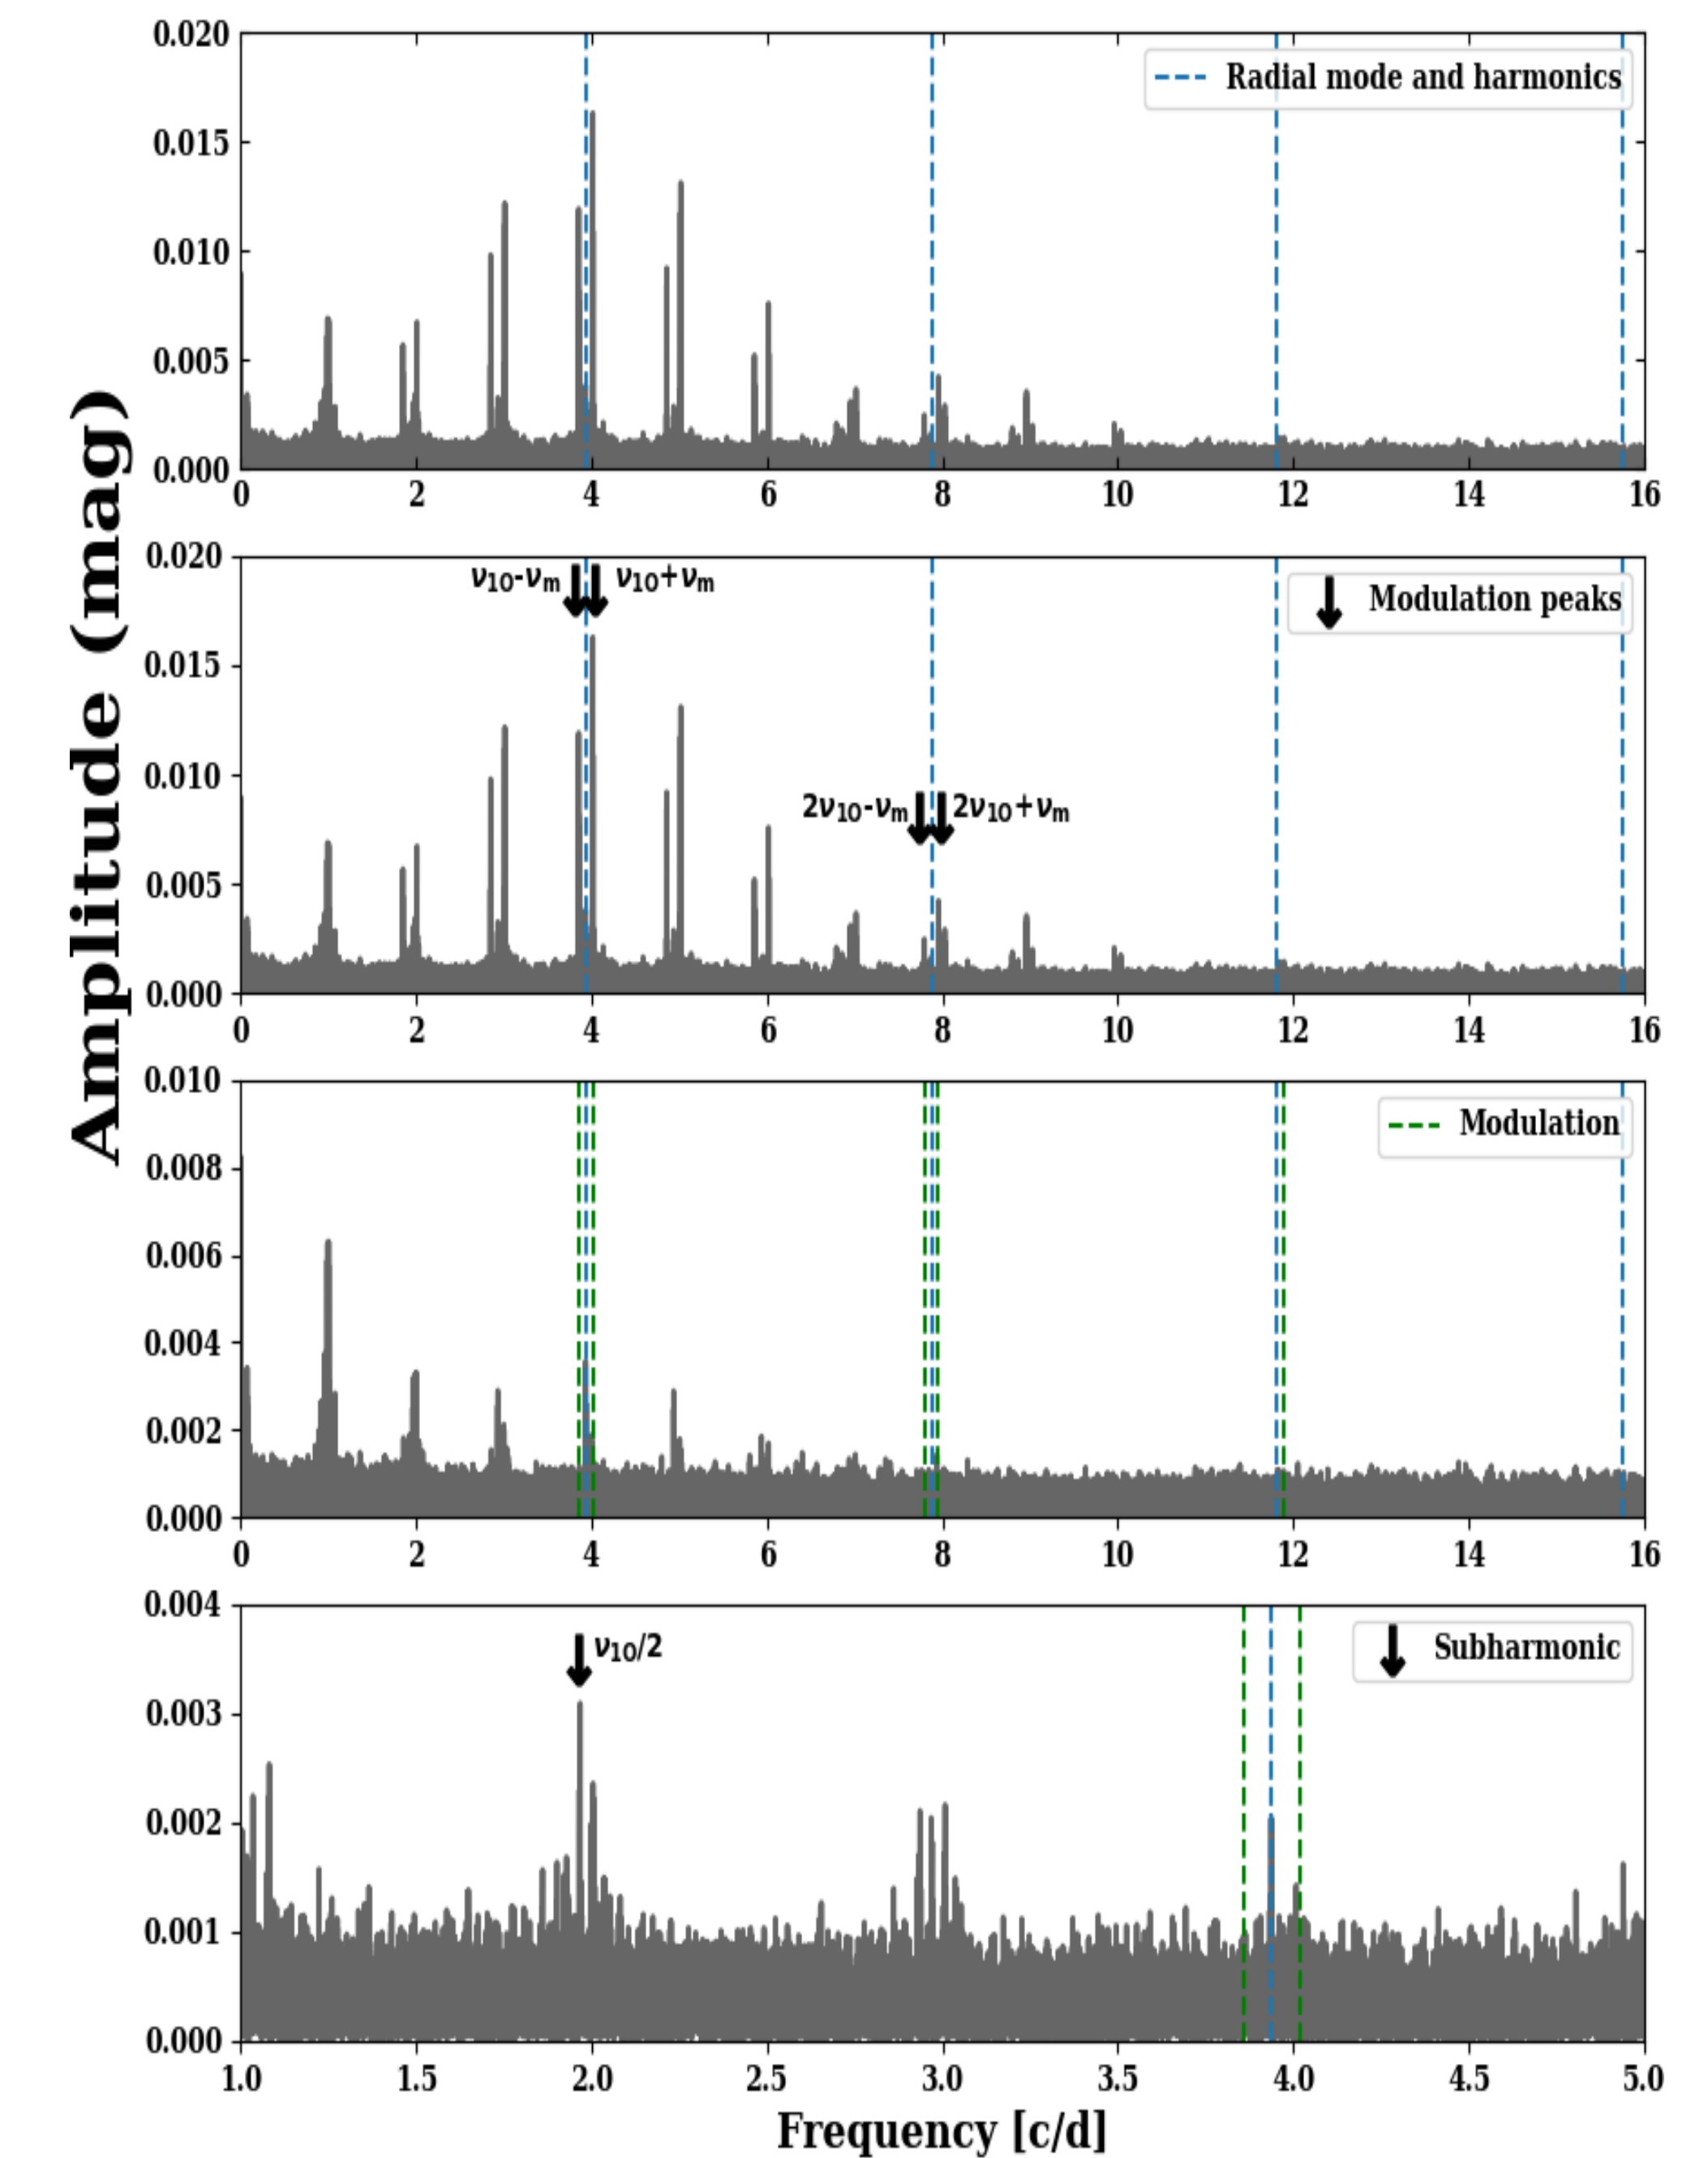 Amplitude (mag)
0.020
0.015
0.010
0.005
0.000
Radial mode and harmonics
0 2 4 6 8 10 12 14 16
0.020
0.015
0.010
0.005
0.000
ν10-νm ν10+νm
Modulation peaks
2ν10-νm 2ν10+νm
0 2 4 6 8 10 12 14 16
0.010
0.008
0.006
0.004
0.002
0.000
Modulation
0 2 4 6 8 10 12 14 16
0.004
0.003
0.002
0.001
0.000
ν10/2
Subharmonic
1.0 1.5 2.0 2.5 3.0 3.5 4.0 4.5 5.0
Frequency [c/d]